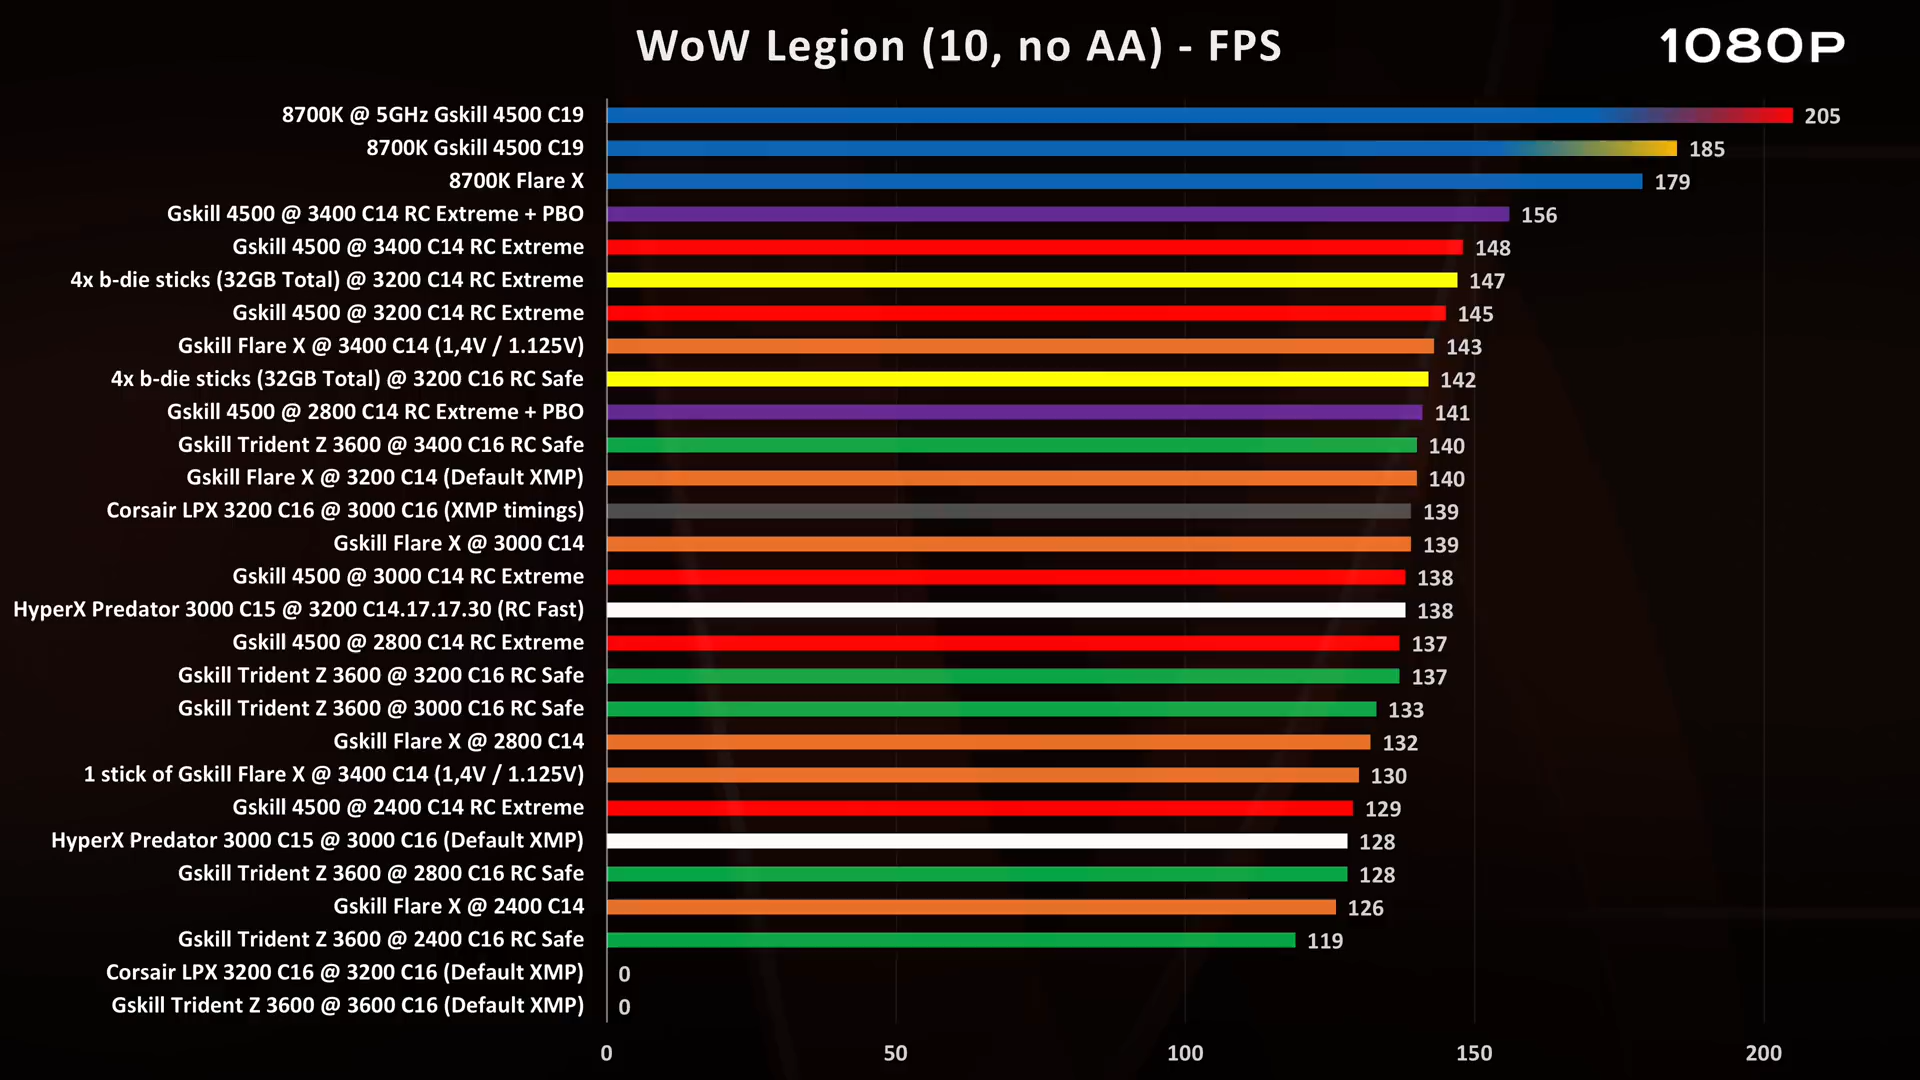 WoW Legion (10, no AA) - FPS
1080P
8700K @ 5GHz Gskill 4500 C19 205
8700K Gskill 4500 C19 185
8700K Flare X 179
Gskill 4500 @ 3400 C14 RC Extreme + PBO 156
Gskill 4500 @ 3400 C14 RC Extreme 148
4x b-die sticks (32GB Total) @ 3200 C14 RC Extreme 147
Gskill 4500 @ 3200 C14 RC Extreme 145
Gskill Flare X @ 3400 C14 (1,4V / 1.125V) 143
4x b-die sticks (32GB Total) @ 3200 C16 RC Safe 142
Gskill 4500 @ 2800 C14 RC Extreme + PBO 141
Gskill Trident Z 3600 @ 3400 C16 RC Safe 140
Gskill Flare X @ 3200 C14 (Default XMP) 140
Corsair LPX 3200 C16 @ 3000 C16 (XMP timings) 139
Gskill Flare X @ 3000 C14 139
Gskill 4500 @ 3000 C14 RC Extreme 138
HyperX Predator 3000 C15 @ 3200 C14.17.17.30 (RC Fast) 138
Gskill 4500 @ 2800 C14 RC Extreme 137
Gskill Trident Z 3600 @ 3200 C16 RC Safe 137
Gskill Trident Z 3600 @ 3000 C16 RC Safe 133
Gskill Flare X @ 2800 C14 132
1 stick of Gskill Flare X @ 3400 C14 (1,4V / 1.125V) 130
Gskill 4500 @ 2400 C14 RC Extreme 129
HyperX Predator 3000 C15 @ 3000 C16 (Default XMP) 128
Gskill Trident Z 3600 @ 2800 C16 RC Safe 128
Gskill Flare X @ 2400 C14 126
Gskill Trident Z 3600 @ 2400 C16 RC Safe 119
Corsair LPX 3200 C16 @ 3200 C16 (Default XMP) 0
Gskill Trident Z 3600 @ 3600 C16 (Default XMP) 0
0 50 100 150 200